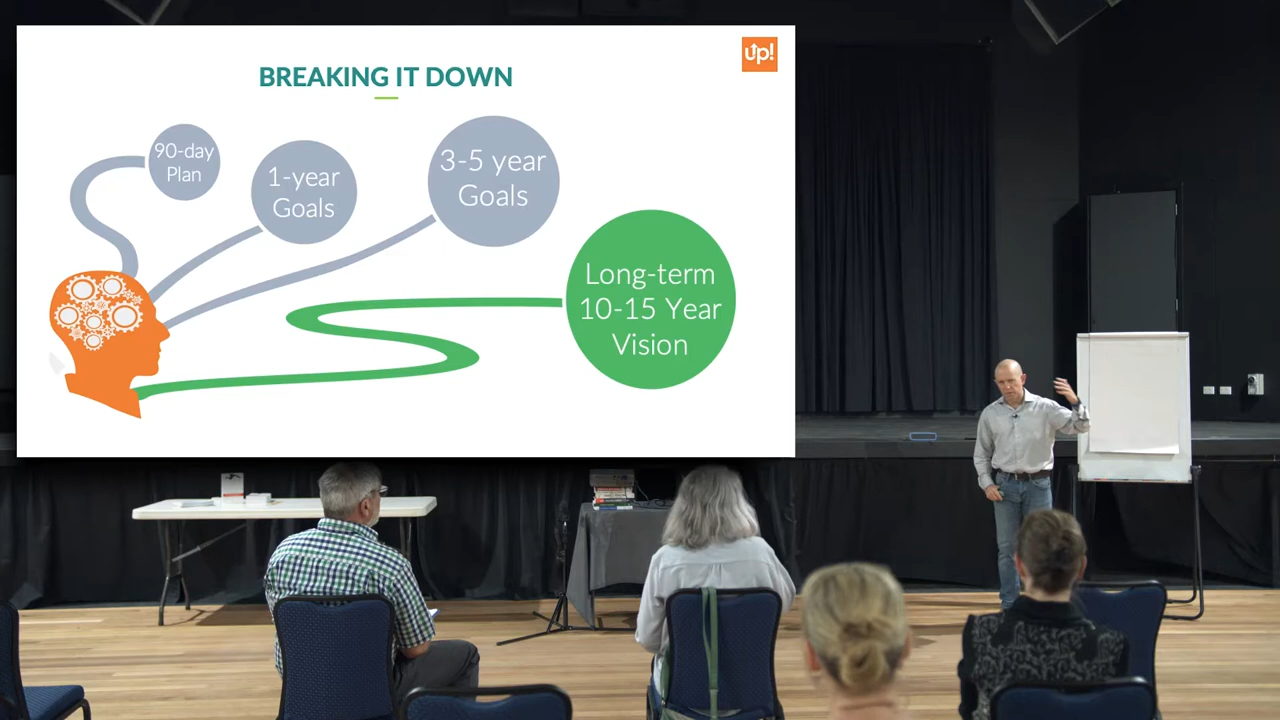 up!
BREAKING IT DOWN
90-day
Plan
1-year
Goals
3-5 year
Goals
Long-term
10-15 Year
Vision